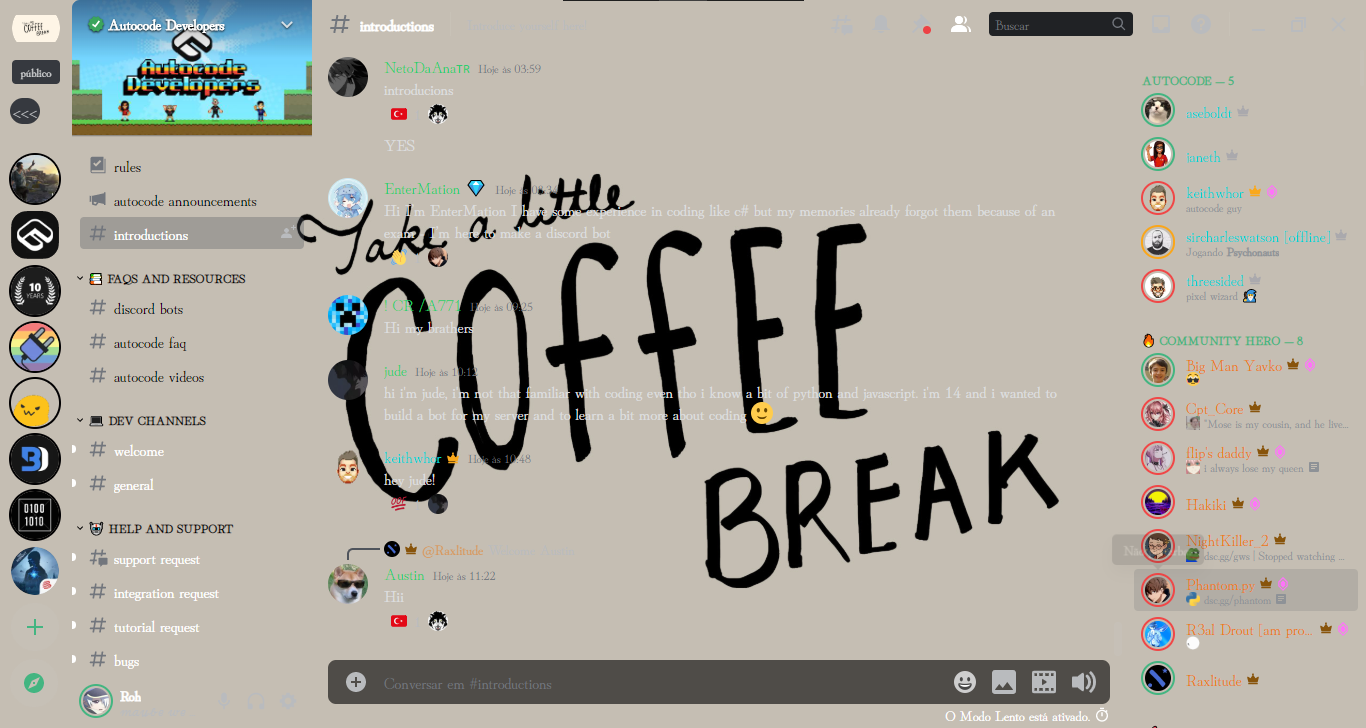 público
<<<
10
YEARS
0100
1010
Autocode Developers
Autocode
Developers
rules
autocode announcements
introductions
FAQS AND RESOURCES
discord bots
autocode faq
autocode videos
DEV CHANNELS
welcome
general
HELP AND SUPPORT
support request
integration request
tutorial request
bugs
Roh
introductions
Buscar
NetoDaAnaTR Hoje às 03:59
introducions
YES
EnterMation Hoje às
Hi I'm EnterMation I have some experience in coding like c# but my memories already forgot them because of an
exam I'm here to make a discord bot
! CR /A771 Hoje às 09:25
Hi my brathers
jude Hoje às 10:12
hi i'm jude, i'm not that familiar with coding even tho i know a bit of python and javascript. i'm 14 and i wanted to
build a bot for my server and to learn a bit more about coding
keithwhor Hoje às 10:48
hey jude!
@Raxlitude
Austin Hoje às 11:22
Hii
Take a little
COFFEE
BREAK
Conversar em #introductions
O Modo Lento está ativado.
AUTOCODE — 5
aseboldt
janeth
keithwhor
autocode guy
sircharleswatson [offline]
Jogando Psychonauts
threesided
pixel wizard
COMMUNITY HERO — 8
Big Man Yavko
Cpt_Core
"Mose is my cousin, and he live...
flip's daddy
i always lose my queen
Hakiki
NightKiller_2
dsc.gg/gws | Stopped watching ...
Phantom.py
dsc.gg/phantom
R3al Drout [am pro...
Raxlitude